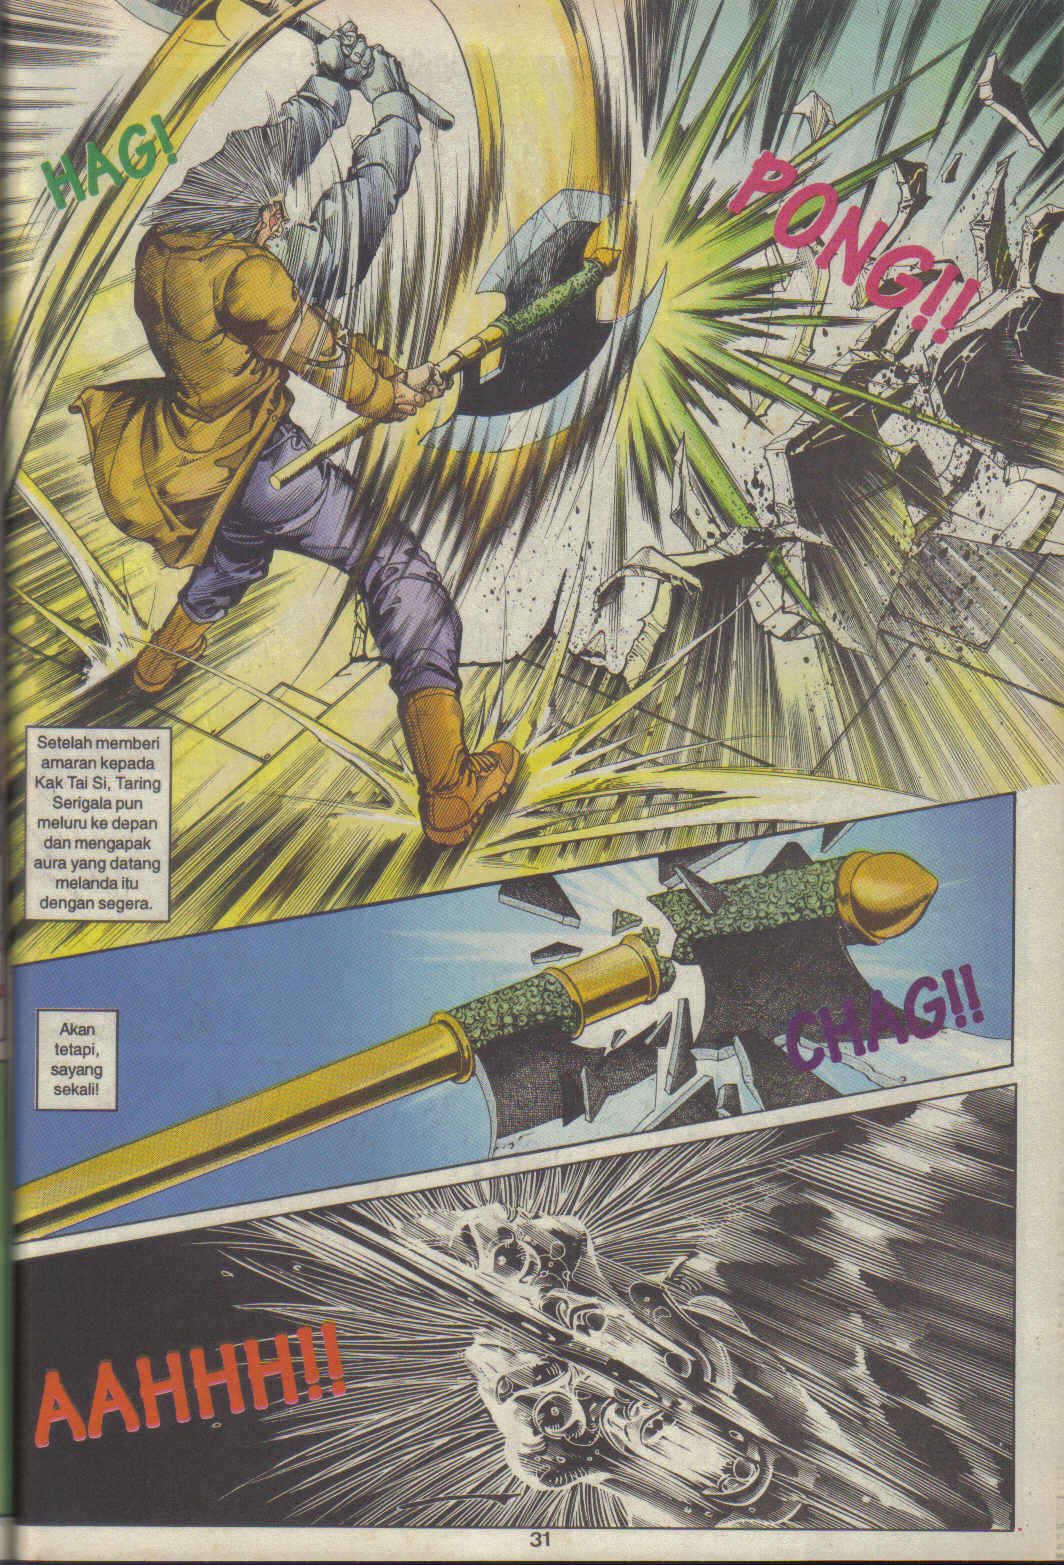 HAG!
PONG!!
Setelah memberi
amaran kepada
Kak Tai Si, Taring
Serigala pun
meluru ke depan
dan mengapak
aura yang datang
melanda itu
dengan segera.
Akan
tetapi,
sayang
sekali!
CHAG!!
AAHHH!!
31